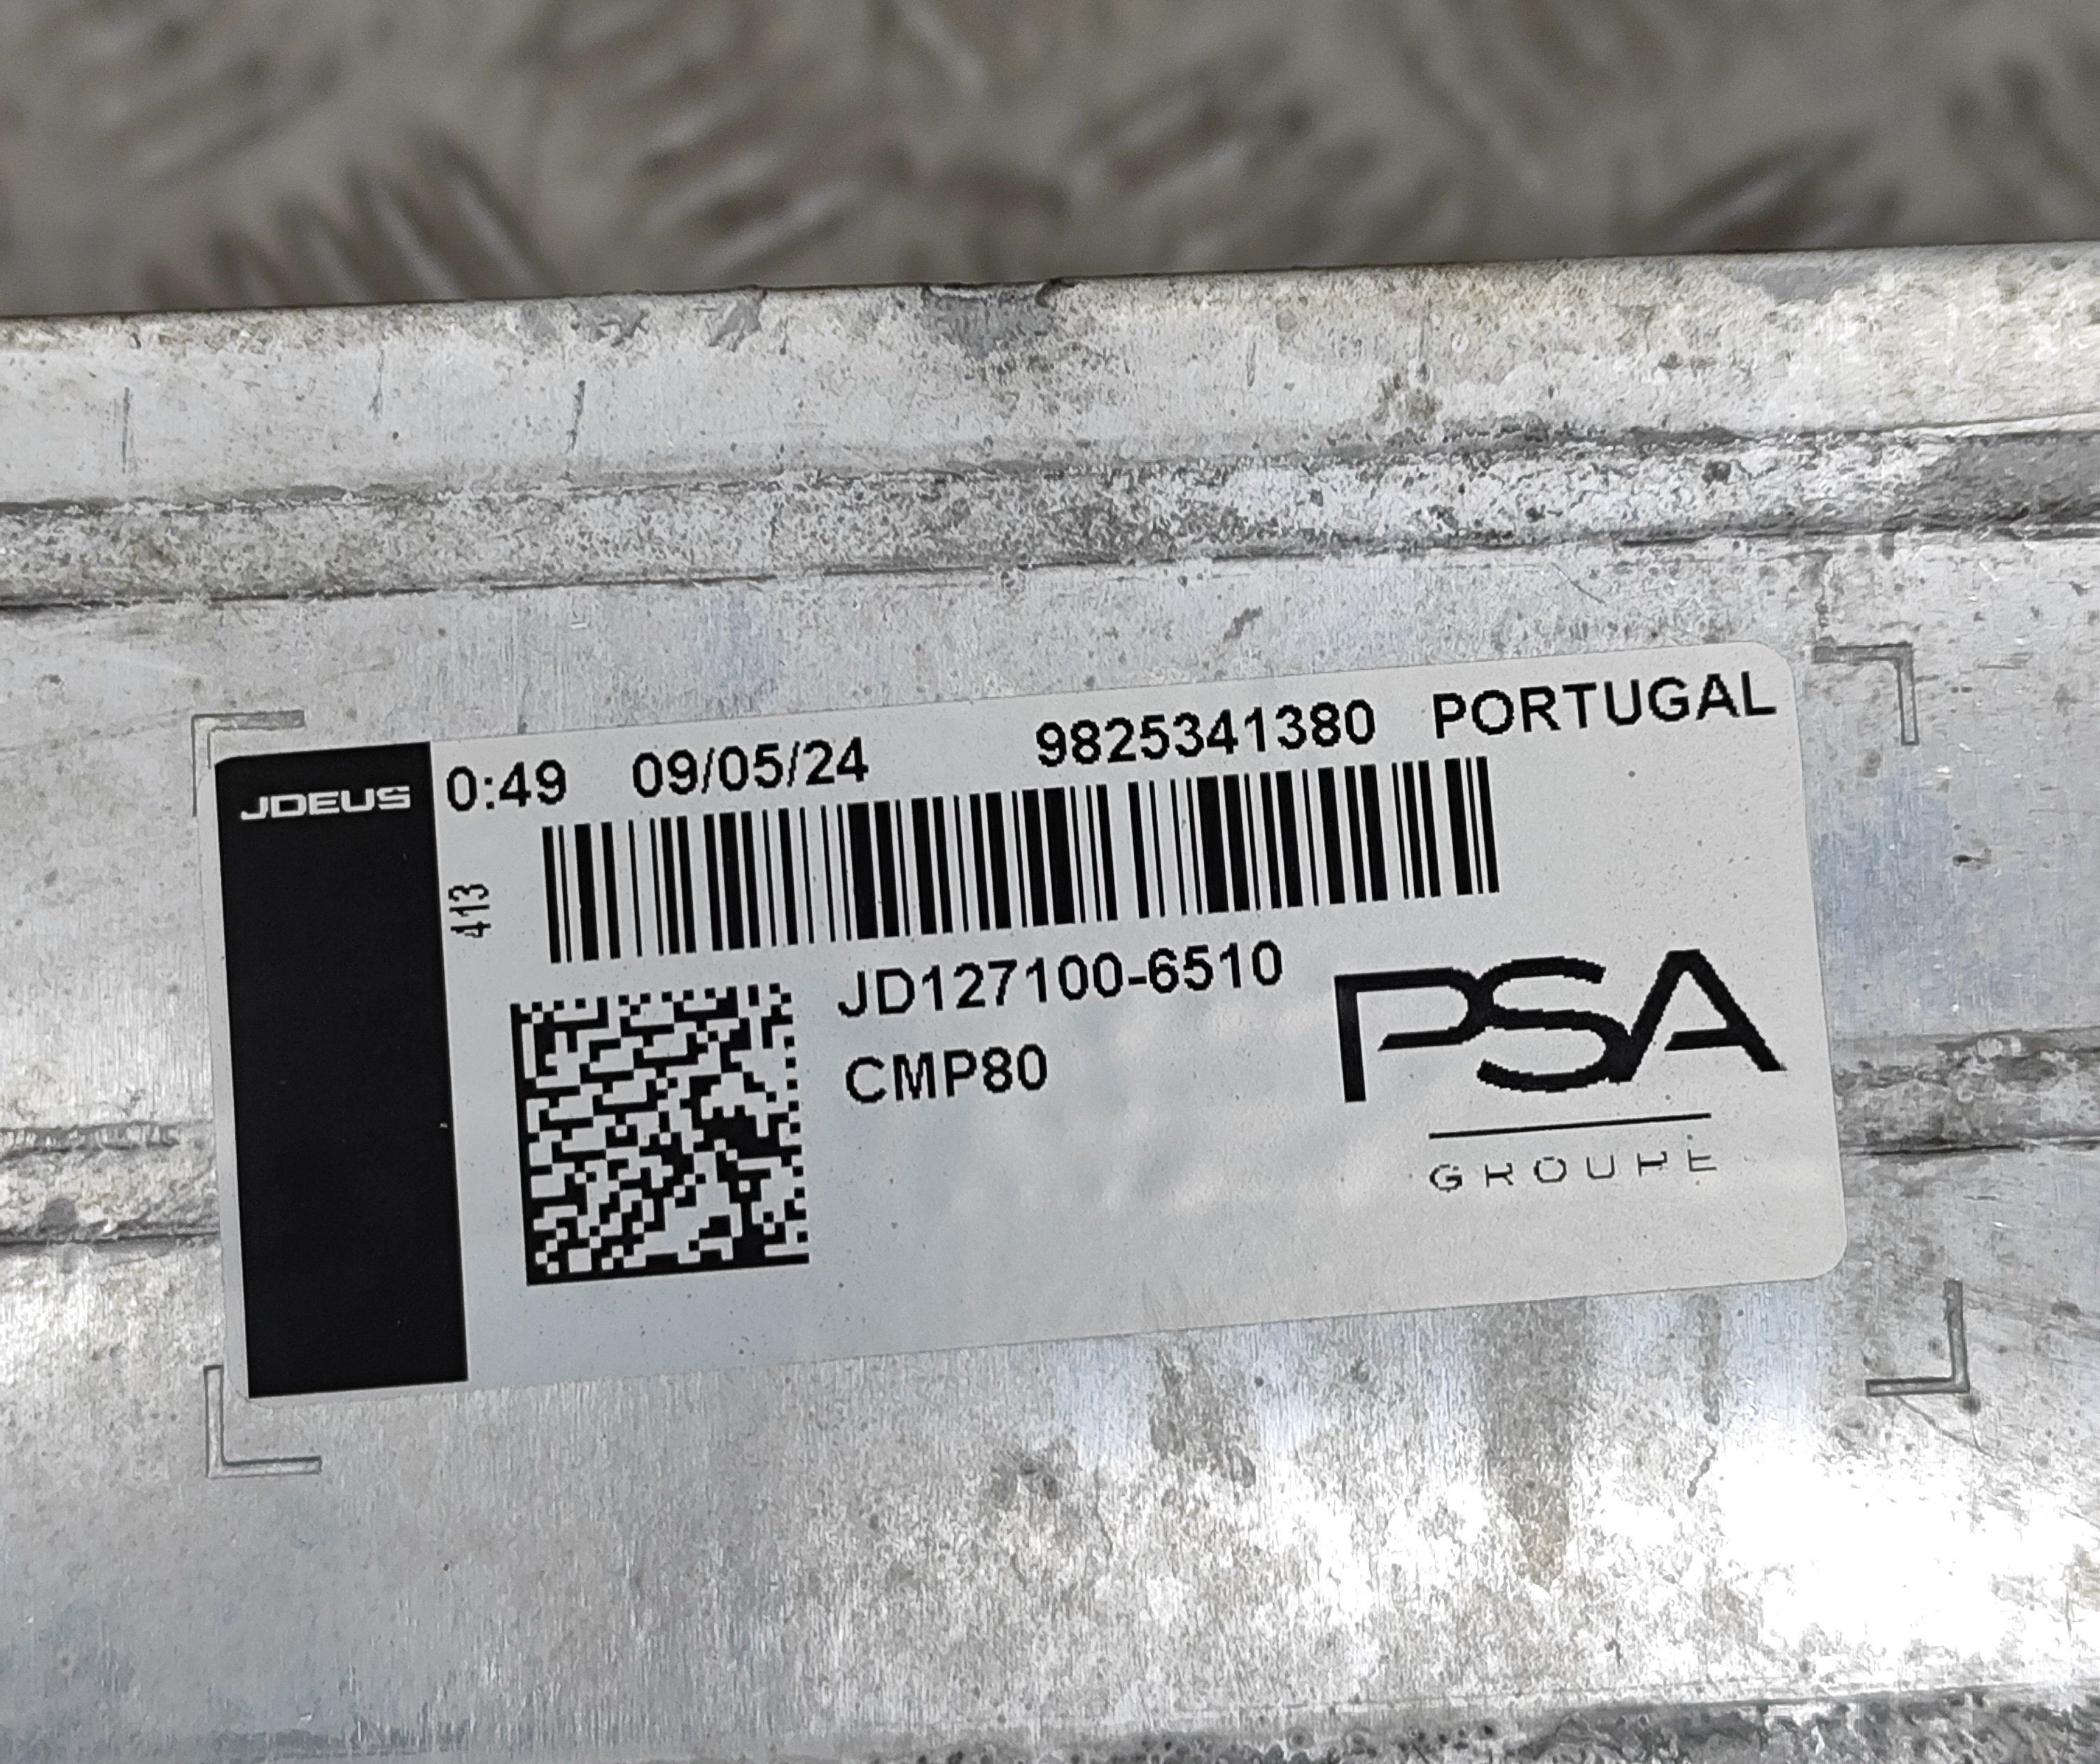 JDEUS
0:49 09/05/24 9825341380 PORTUGAL
413
JD127100-6510
CMP80
PSA
GROUPE